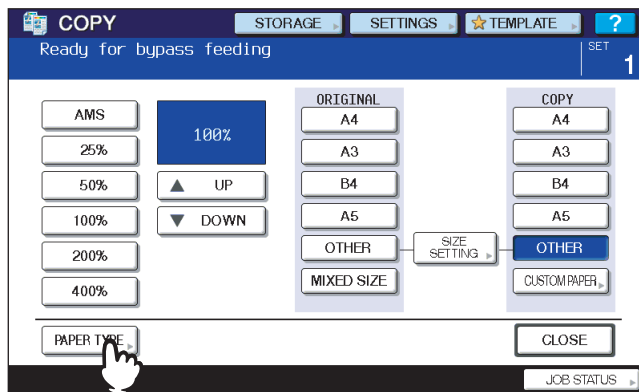 COPY STORAGE SETTINGS TEMPLATE ?
Ready for bypass feeding SET
1
ORIGINAL COPY
AMS 100% A4 A4
25% A3 A3
50% UP B4 B4
100% DOWN A5 A5
200% OTHER SIZE SETTING OTHER
400% MIXED SIZE CUSTOM PAPER
PAPER TYPE CLOSE
JOB STATUS